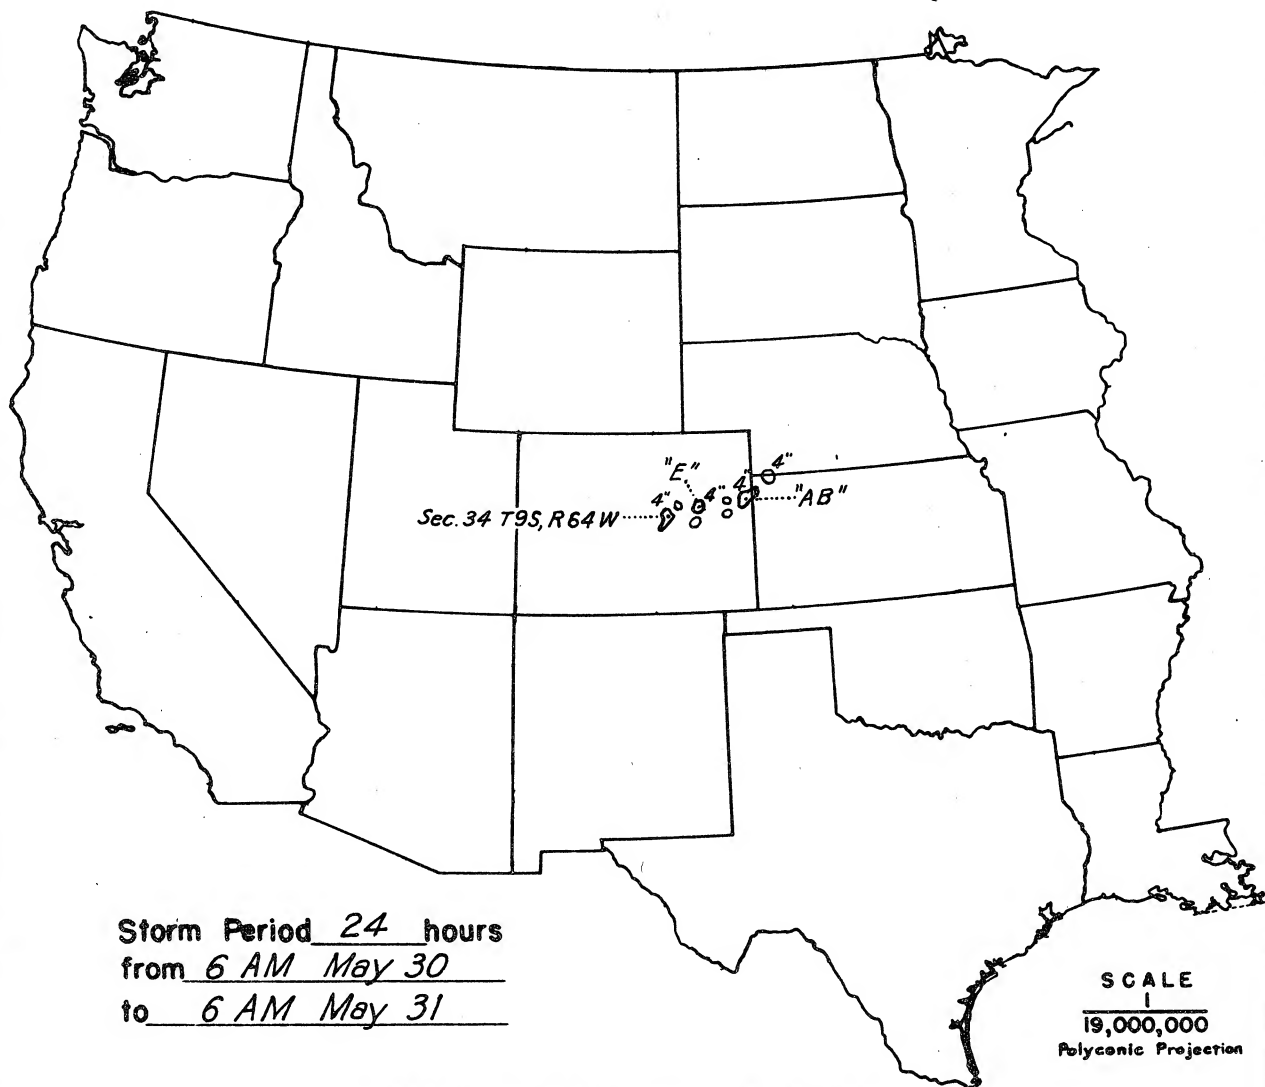 "E"
4"
4"
4"
4"
"AB"
Sec. 34 T9S, R64W
Storm Period 24 hours
from 6 AM May 30
to 6 AM May 31
SCALE
1
19,000,000
Polyconic Projection